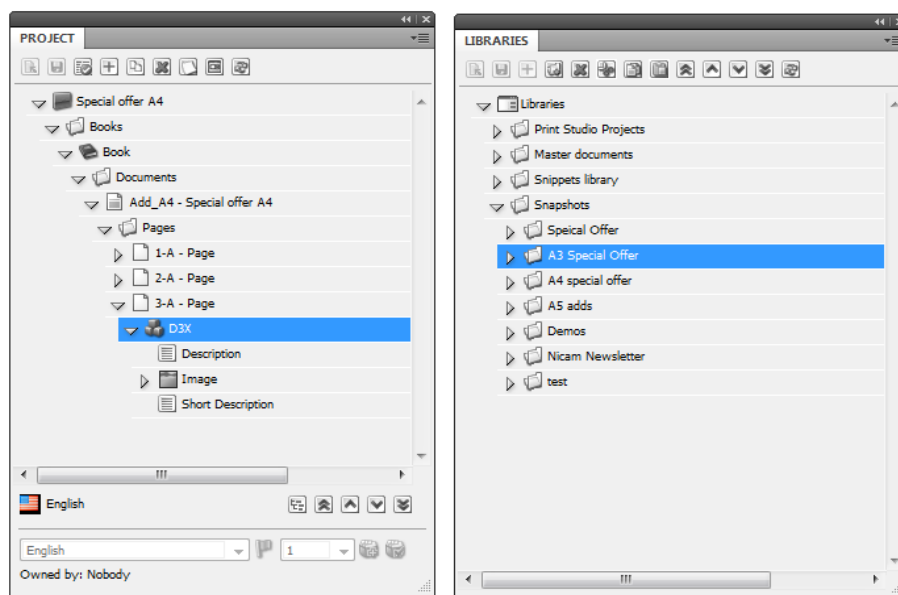 PROJECT
Special offer A4
Books
Book
Documents
Add_A4 - Special offer A4
Pages
1-A - Page
2-A - Page
3-A - Page
D3X
Description
Image
Short Description
English
English
1
Owned by: Nobody
LIBRARIES
Libraries
Print Studio Projects
Master documents
Snippets library
Snapshots
Speical Offer
A3 Special Offer
A4 special offer
A5 adds
Demos
Nicam Newsletter
test